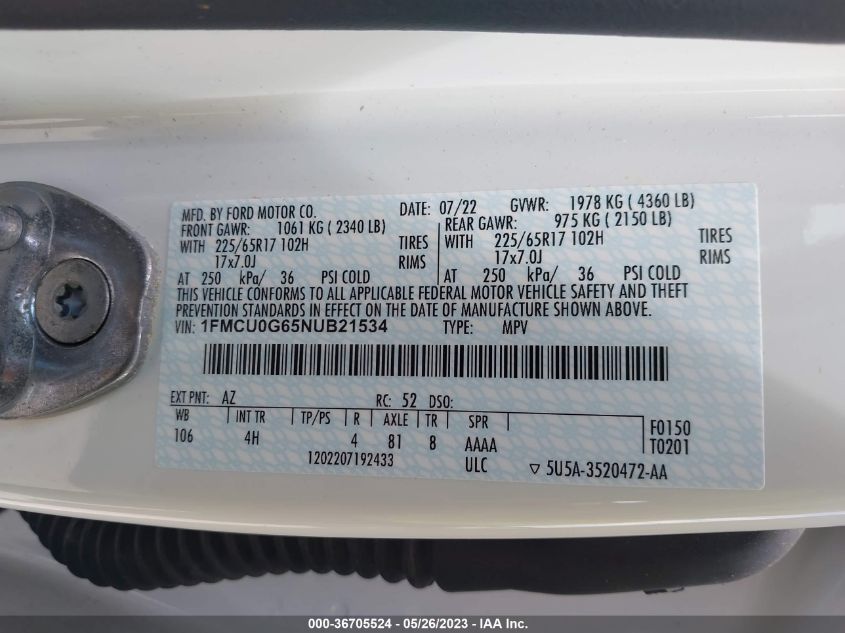 MFD. BY FORD MOTOR CO. DATE: 07/22 GVWR: 1978 KG ( 4360 LB)
FRONT GAWR: 1061 KG ( 2340 LB) REAR GAWR: 975 KG ( 2150 LB)
WITH 225/65R17 102H TIRES WITH 225/65R17 102H TIRES
17x7.0J RIMS 17x7.0J RIMS
AT 250 kPa/ 36 PSI COLD AT 250 kPa/ 36 PSI COLD
THIS VEHICLE CONFORMS TO ALL APPLICABLE FEDERAL MOTOR VEHICLE SAFETY AND THEFT
PREVENTION STANDARDS IN EFFECT ON THE DATE OF MANUFACTURE SHOWN ABOVE.
VIN: 1FMCU0G65NUB21534 TYPE: MPV
EXT PNT: AZ RC: 52 DSO:
WB INT TR TP/PS R AXLE TR SPR F0150
106 4H 4 81 8 AAAA T0201
1202207192433 ULC ▽ 5U5A-3520472-AA
000-36705524 - 05/26/2023 - IAA Inc.